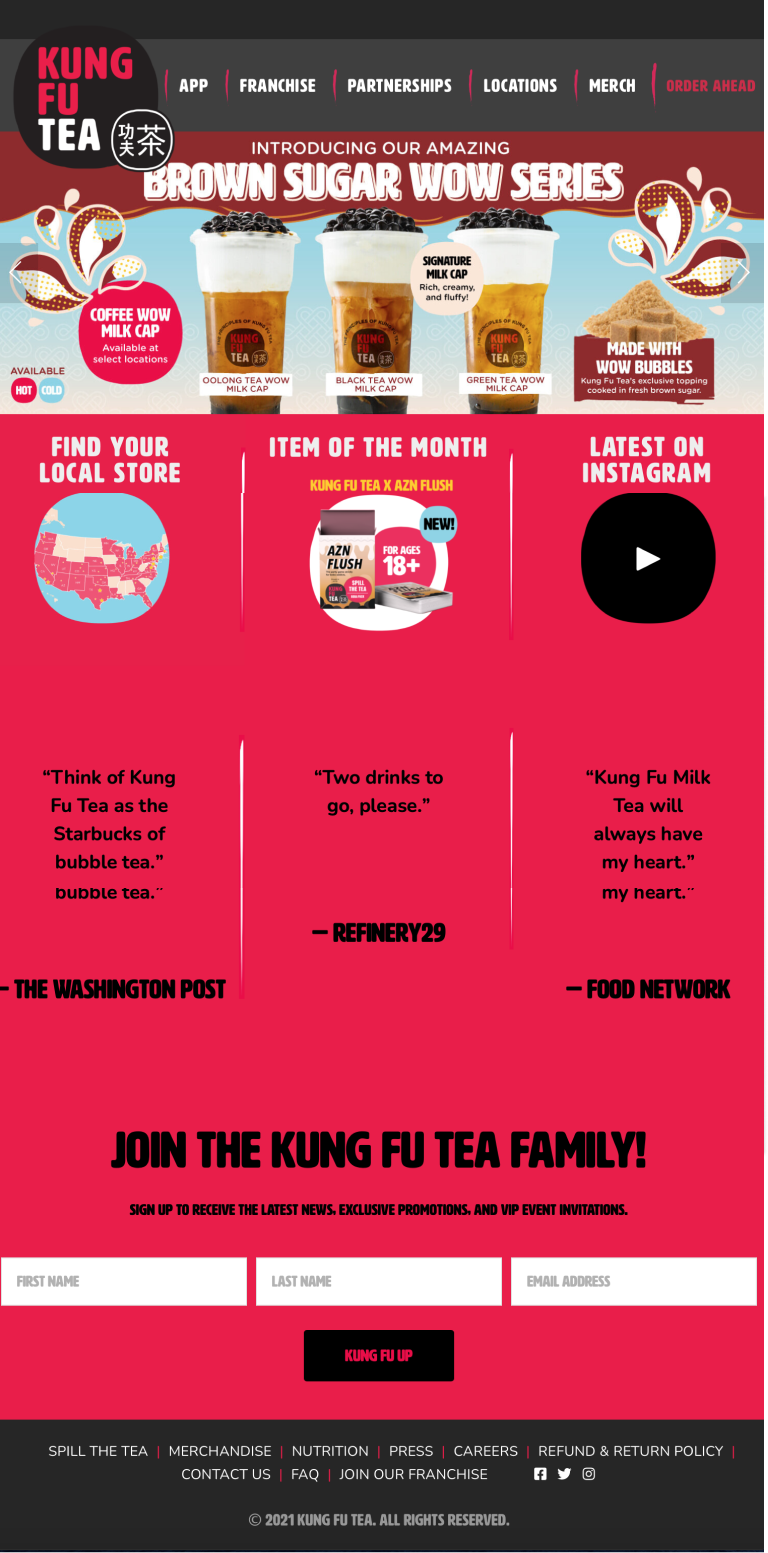 KUNG
FU
TEA
功夫茶
APP
FRANCHISE
PARTNERSHIPS
LOCATIONS
MERCH
ORDER AHEAD
INTRODUCING OUR AMAZING
BROWN SUGAR WOW SERIES
SIGNATURE
MILK CAP
Rich, creamy,
and fluffy!
COFFEE WOW
MILK CAP
Available at
select locations
AVAILABLE
HOT COLD
KUNG
FU
TEA
OOLONG TEA WOW
MILK CAP
KUNG
FU
TEA
BLACK TEA WOW
MILK CAP
KUNG
FU
TEA
GREEN TEA WOW
MILK CAP
MADE WITH
WOW BUBBLES
Kung Fu Tea's exclusive topping
cooked in fresh brown sugar.
FIND YOUR
LOCAL STORE
ITEM OF THE MONTH
KUNG FU TEA X AZN FLUSH
NEW!
AZN
FLUSH
FOR AGES
18+
SPILL
THE TEA
KUNG
FU
TEA
LATEST ON
INSTAGRAM
“Think of Kung
Fu Tea as the
Starbucks of
bubble tea.”
bubble tea.”
– THE WASHINGTON POST
“Two drinks to
go, please.”
– REFINERY29
“Kung Fu Milk
Tea will
always have
my heart.”
my heart.”
– FOOD NETWORK
JOIN THE KUNG FU TEA FAMILY!
SIGN UP TO RECEIVE THE LATEST NEWS, EXCLUSIVE PROMOTIONS, AND VIP EVENT INVITATIONS.
FIRST NAME
LAST NAME
EMAIL ADDRESS
KUNG FU UP
SPILL THE TEA | MERCHANDISE | NUTRITION | PRESS | CAREERS | REFUND & RETURN POLICY |
CONTACT US | FAQ | JOIN OUR FRANCHISE
© 2021 KUNG FU TEA. ALL RIGHTS RESERVED.